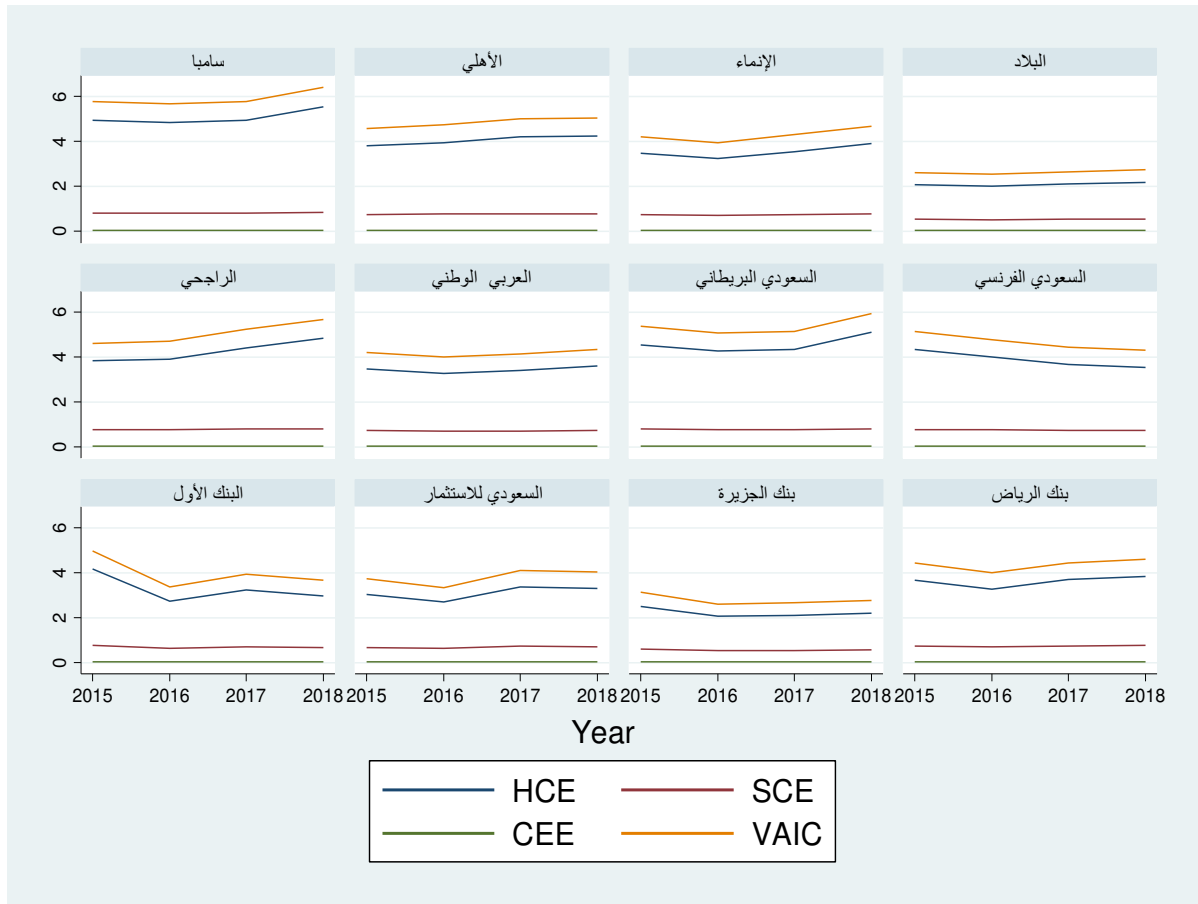 سامبا
الأهلي
الإنماء
البلاد
6
4
2
0
الراجحي
العربي الوطني
السعودي البريطاني
السعودي الفرنسي
6
4
2
0
البنك الأول
السعودي للاستثمار
بنك الجزيرة
بنك الرياض
6
4
2
0
2015 2016 2017 2018 2015 2016 2017 2018 2015 2016 2017 2018 2015 2016 2017 2018
Year
HCE SCE
CEE VAIC